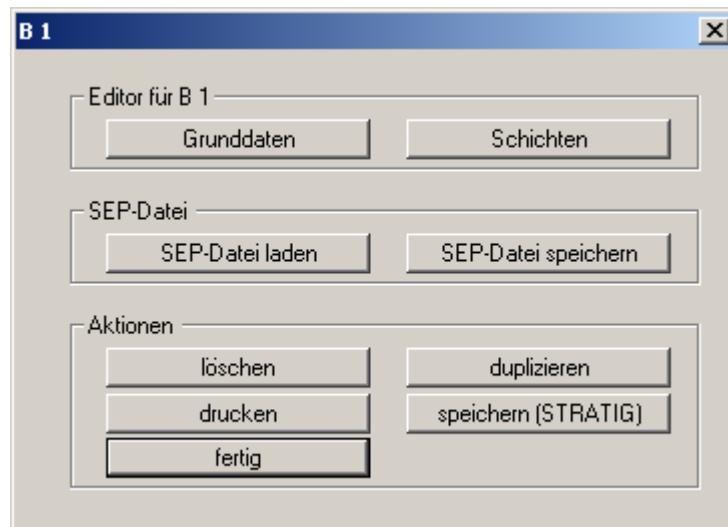 B 1
Editor für B 1
Grunddaten
Schichten
SEP-Datei
SEP-Datei laden
SEP-Datei speichern
Aktionen
löschen
duplizieren
drucken
speichern (STRATIG)
fertig